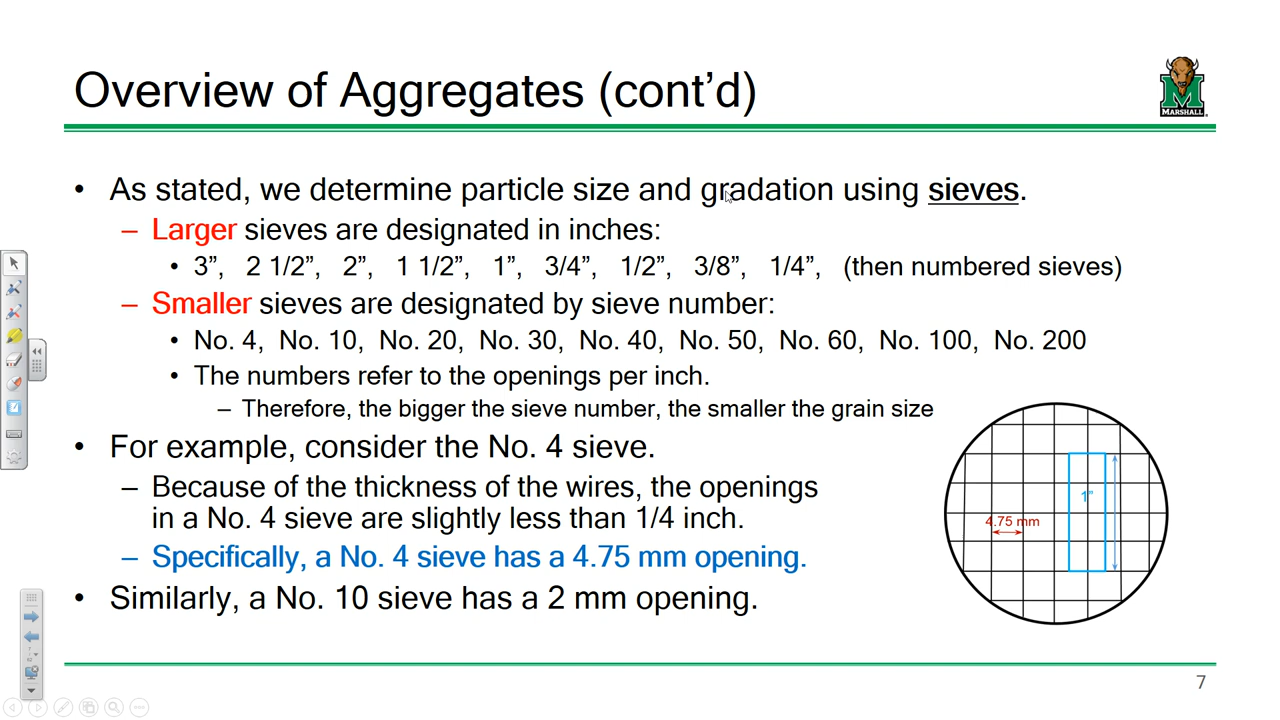 Overview of Aggregates (cont’d)
MARSHALL
• As stated, we determine particle size and gradation using sieves.
– Larger sieves are designated in inches:
• 3”, 2 1/2”, 2”, 1 1/2”, 1”, 3/4”, 1/2”, 3/8”, 1/4”, (then numbered sieves)
– Smaller sieves are designated by sieve number:
• No. 4, No. 10, No. 20, No. 30, No. 40, No. 50, No. 60, No. 100, No. 200
• The numbers refer to the openings per inch.
– Therefore, the bigger the sieve number, the smaller the grain size
• For example, consider the No. 4 sieve.
– Because of the thickness of the wires, the openings
in a No. 4 sieve are slightly less than 1/4 inch.
– Specifically, a No. 4 sieve has a 4.75 mm opening.
• Similarly, a No. 10 sieve has a 2 mm opening.
1”
4.75 mm
7